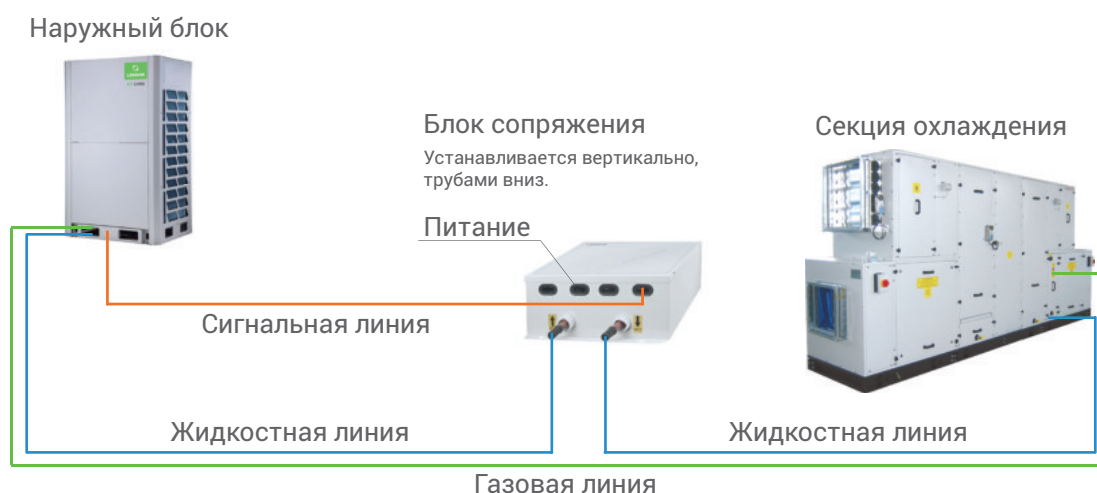 Наружный блок
Блок сопряжения
Секция охлаждения
Устанавливается вертикально,
трубами вниз.
Питание
Сигнальная линия
Жидкостная линия
Жидкостная линия
Газовая линия